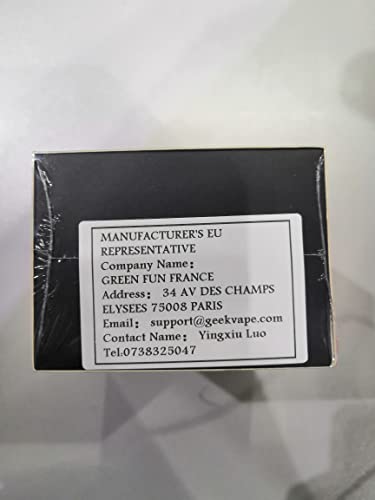 MANUFACTURER'S EU
REPRESENTATIVE
Company Name：
GREEN FUN FRANCE
Address： 34 AV DES CHAMPS
ELYSEES 75008 PARIS
Email： support@geekvape.com
Contact Name： Yingxiu Luo
Tel:0738325047